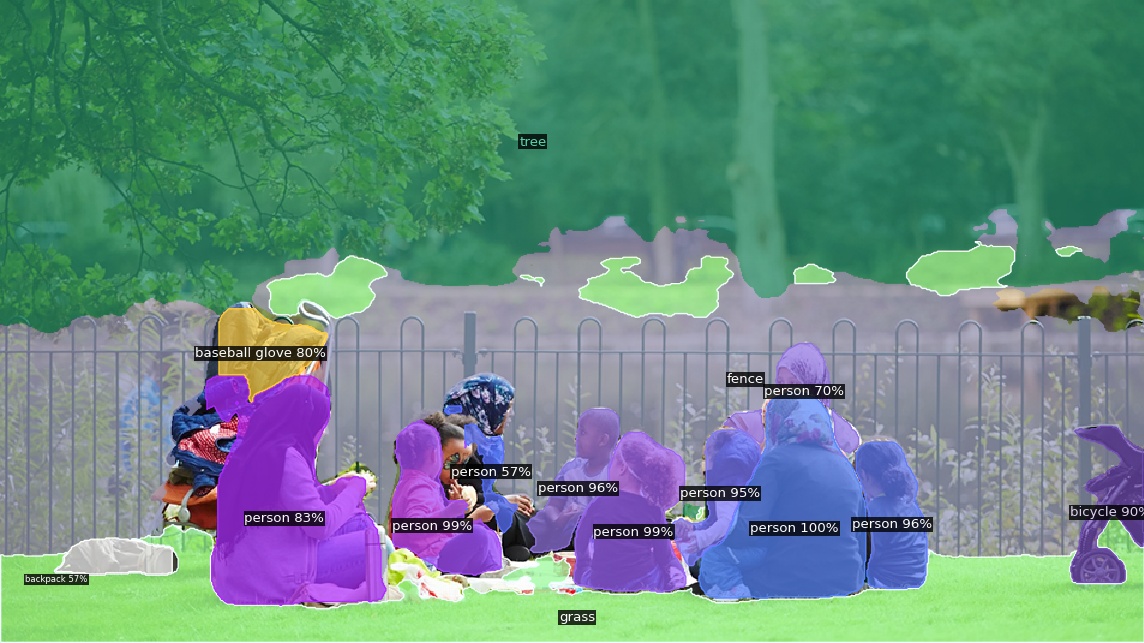 tree
baseball glove 80%
fence
person 70%
person 57%
person 96%
person 95%
person 83%
person 99%
person 99%
person 100%
person 96%
bicycle 90%
backpack 57%
grass